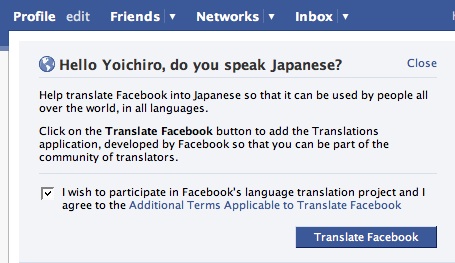 Profile edit Friends ▼ Networks ▼ Inbox ▼
Hello Yoichiro, do you speak Japanese? Close
Help translate Facebook into Japanese so that it can be used by people all
over the world, in all languages.
Click on the Translate Facebook button to add the Translations
application, developed by Facebook so that you can be part of the
community of translators.
I wish to participate in Facebook's language translation project and I
agree to the Additional Terms Applicable to Translate Facebook
Translate Facebook